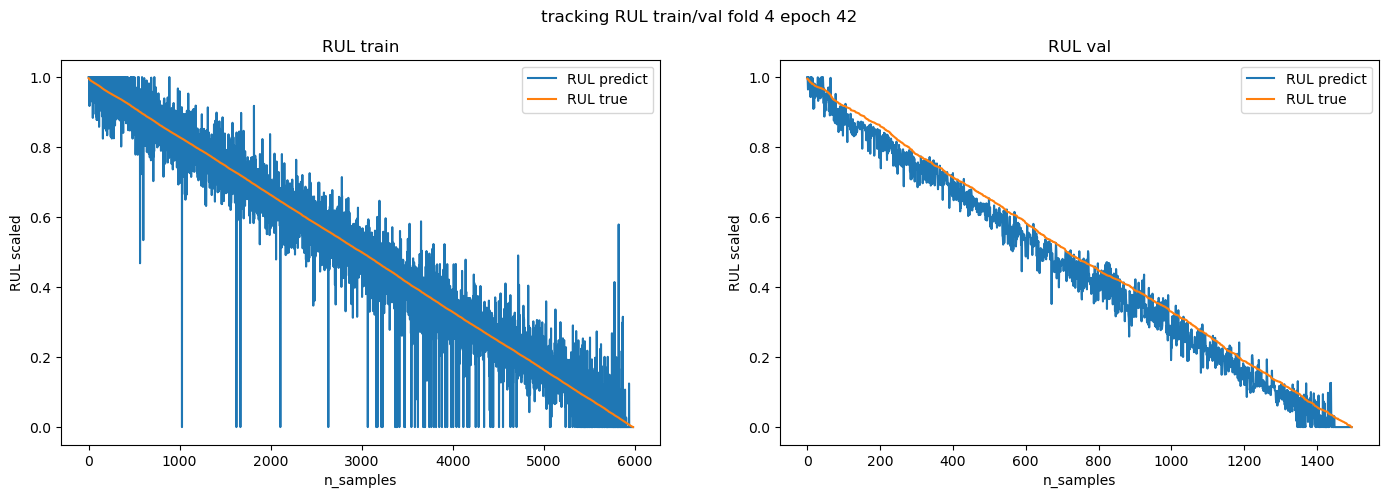 tracking RUL train/val fold 4 epoch 42
RUL train
RUL scaled
1.0
0.8
0.6
0.4
0.2
0.0
RUL predict
RUL true
0 1000 2000 3000 4000 5000 6000
n_samples
RUL val
RUL scaled
1.0
0.8
0.6
0.4
0.2
0.0
RUL predict
RUL true
0 200 400 600 800 1000 1200 1400
n_samples